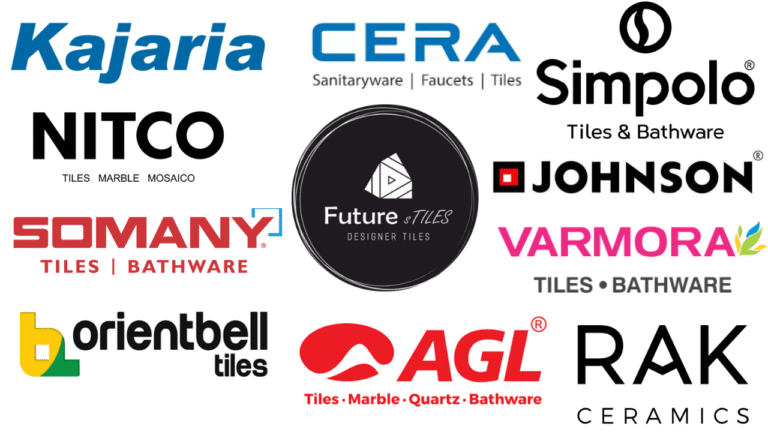 Kajaria
CERA
Sanitaryware | Faucets | Tiles
Simpolo®
Tiles & Bathware
NITCO
TILES MARBLE MOSAICO
Future sTILES
DESIGNER TILES
JOHNSON®
SOMANY®
TILES | BATHWARE
VARMORA
TILES • BATHWARE
orientbell
tiles
AGL®
Tiles • Marble • Quartz • Bathware
RAK
CERAMICS